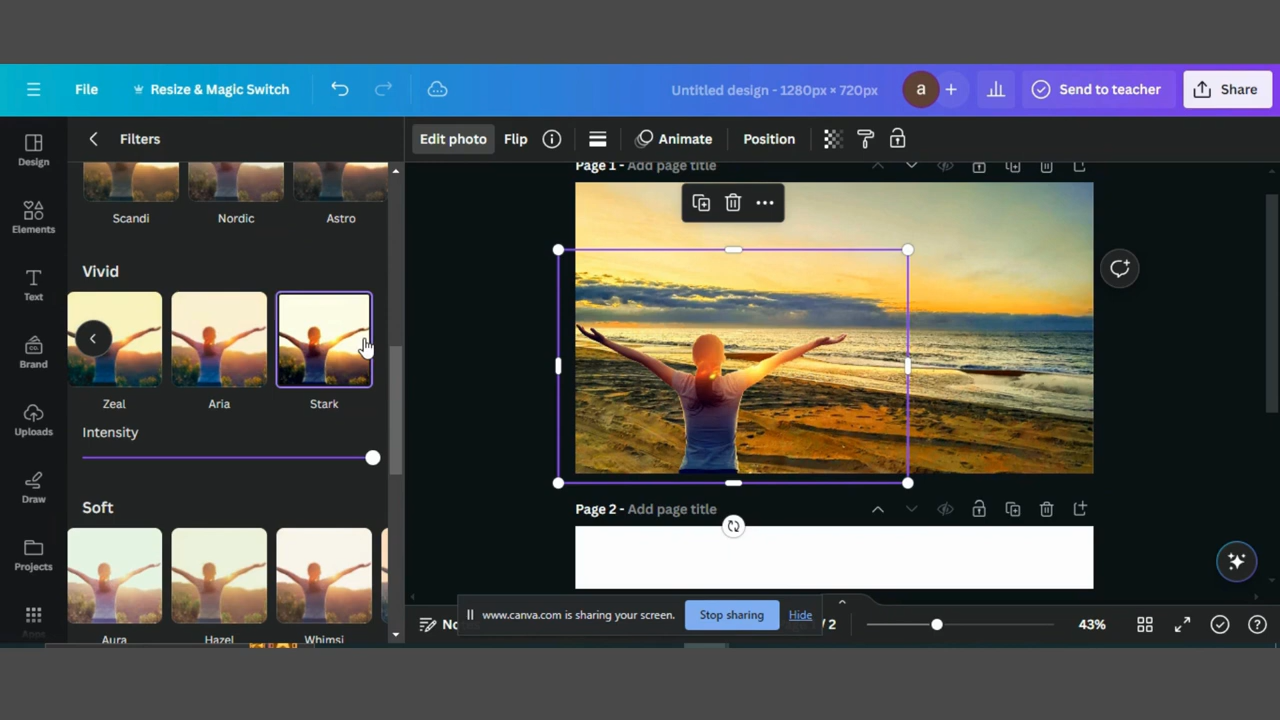 File
Resize & Magic Switch
Untitled design - 1280px × 720px
a
Send to teacher
Share
Design
Elements
Text
Brand
Uploads
Draw
Projects
Apps
Filters
Scandi
Nordic
Astro
Vivid
Zeal
Aria
Stark
Intensity
Soft
Aura
Hazel
Whimsi
Edit photo
Flip
Animate
Position
Page 1 - Add page title
Page 2 - Add page title
www.canva.com is sharing your screen.
Stop sharing
Hide
/ 2
43%